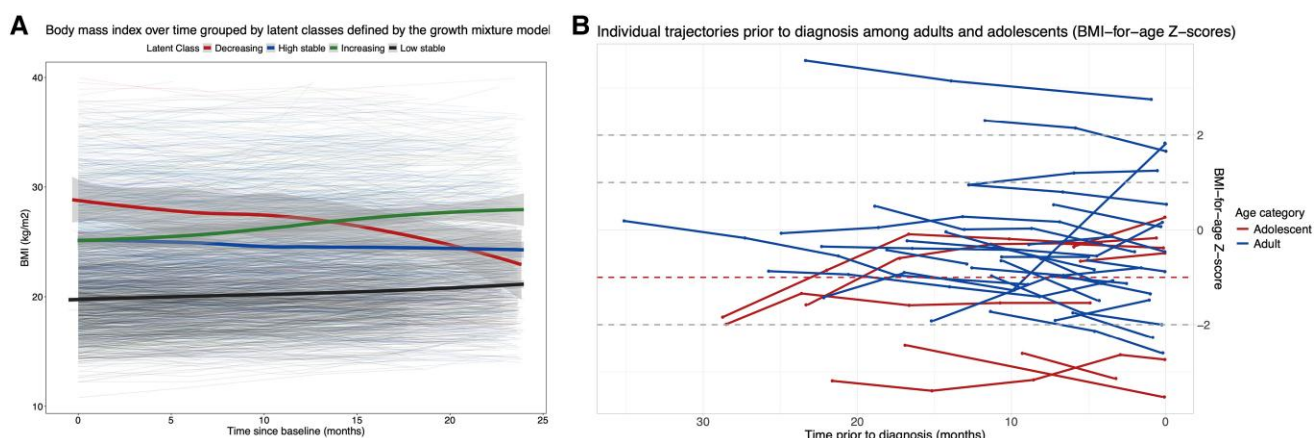 A
Body mass index over time grouped by latent classes defined by the growth mixture model
Latent Class Decreasing High stable Increasing Low stable
40
30
20
10
BMI (kg/m2)
0 5 10 15 20 25
Time since baseline (months)
B
Individual trajectories prior to diagnosis among adults and adolescents (BMI-for-age Z-scores)
2
0
-2
BMI-for-age Z-score
30 20 10 0
Time prior to diagnosis (months)
Age category
Adolescent
Adult